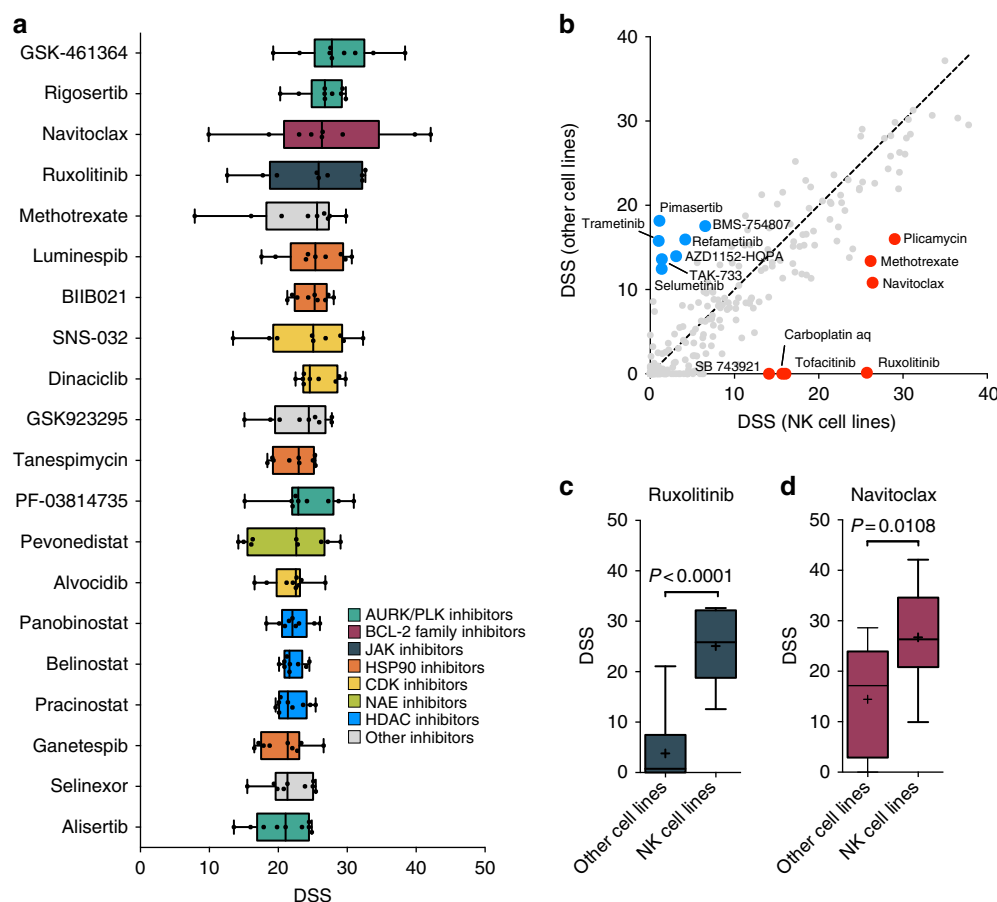 a
GSK-461364
Rigosertib
Navitoclax
Ruxolitinib
Methotrexate
Luminespib
BIIB021
SNS-032
Dinaciclib
GSK923295
Tanespimycin
PF-03814735
Pevonedistat
Alvocidib
Panobinostat
Belinostat
Pracinostat
Ganetespib
Selinexor
Alisertib
AURK/PLK inhibitors
BCL-2 family inhibitors
JAK inhibitors
HSP90 inhibitors
CDK inhibitors
NAE inhibitors
HDAC inhibitors
Other inhibitors
0 10 20 30 40 50
DSS
b
DSS (other cell lines)
40
30
20
10
0
Pimasertib
Trametinib
BMS-754807
Refametinib
AZD1152-HQPA
TAK-733
Selumetinib
Plicamycin
Methotrexate
Navitoclax
Carboplatin aq
SB 743921
Tofacitinib
Ruxolitinib
0 10 20 30 40
DSS (NK cell lines)
c
Ruxolitinib
P < 0.0001
DSS
50
40
30
20
10
0
Other cell lines
NK cell lines
d
Navitoclax
P = 0.0108
DSS
50
40
30
20
10
0
Other cell lines
NK cell lines